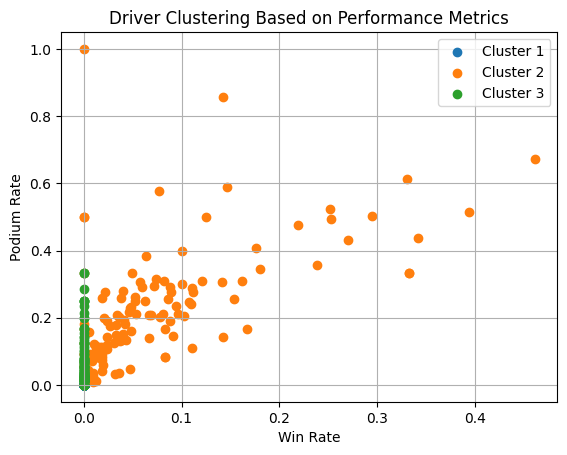 Driver Clustering Based on Performance Metrics
Cluster 1
Cluster 2
Cluster 3
Podium Rate
1.0
0.8
0.6
0.4
0.2
0.0
0.0 0.1 0.2 0.3 0.4
Win Rate